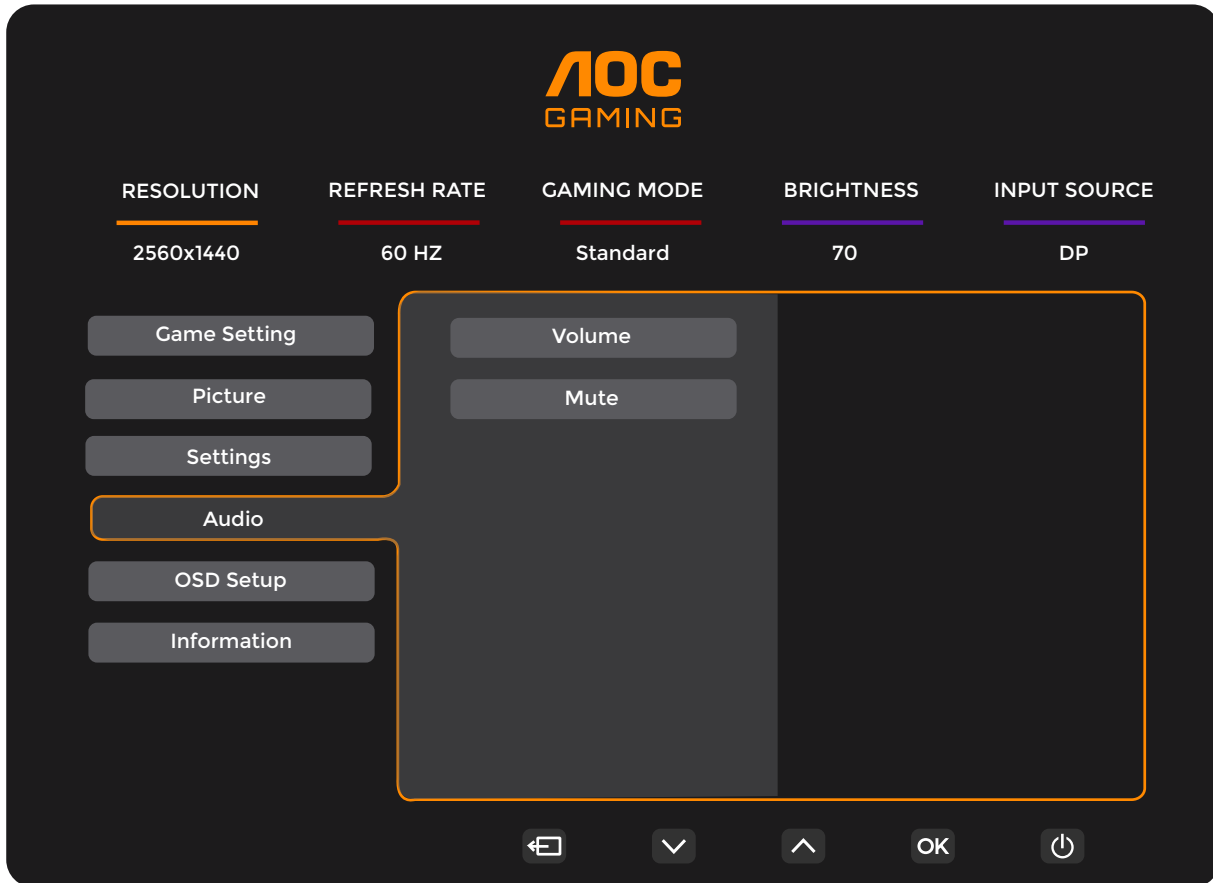 AOC
GAMING
RESOLUTION REFRESH RATE GAMING MODE BRIGHTNESS INPUT SOURCE
2560x1440 60 HZ Standard 70 DP
Game Setting Volume
Picture Mute
Settings
Audio
OSD Setup
Information
OK